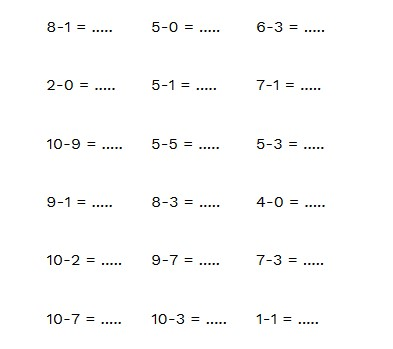 8-1 = ..... 5-0 = ..... 6-3 = .....
2-0 = ..... 5-1 = ..... 7-1 = .....
10-9 = ..... 5-5 = ..... 5-3 = .....
9-1 = ..... 8-3 = ..... 4-0 = .....
10-2 = ..... 9-7 = ..... 7-3 = .....
10-7 = ..... 10-3 = ..... 1-1 = .....